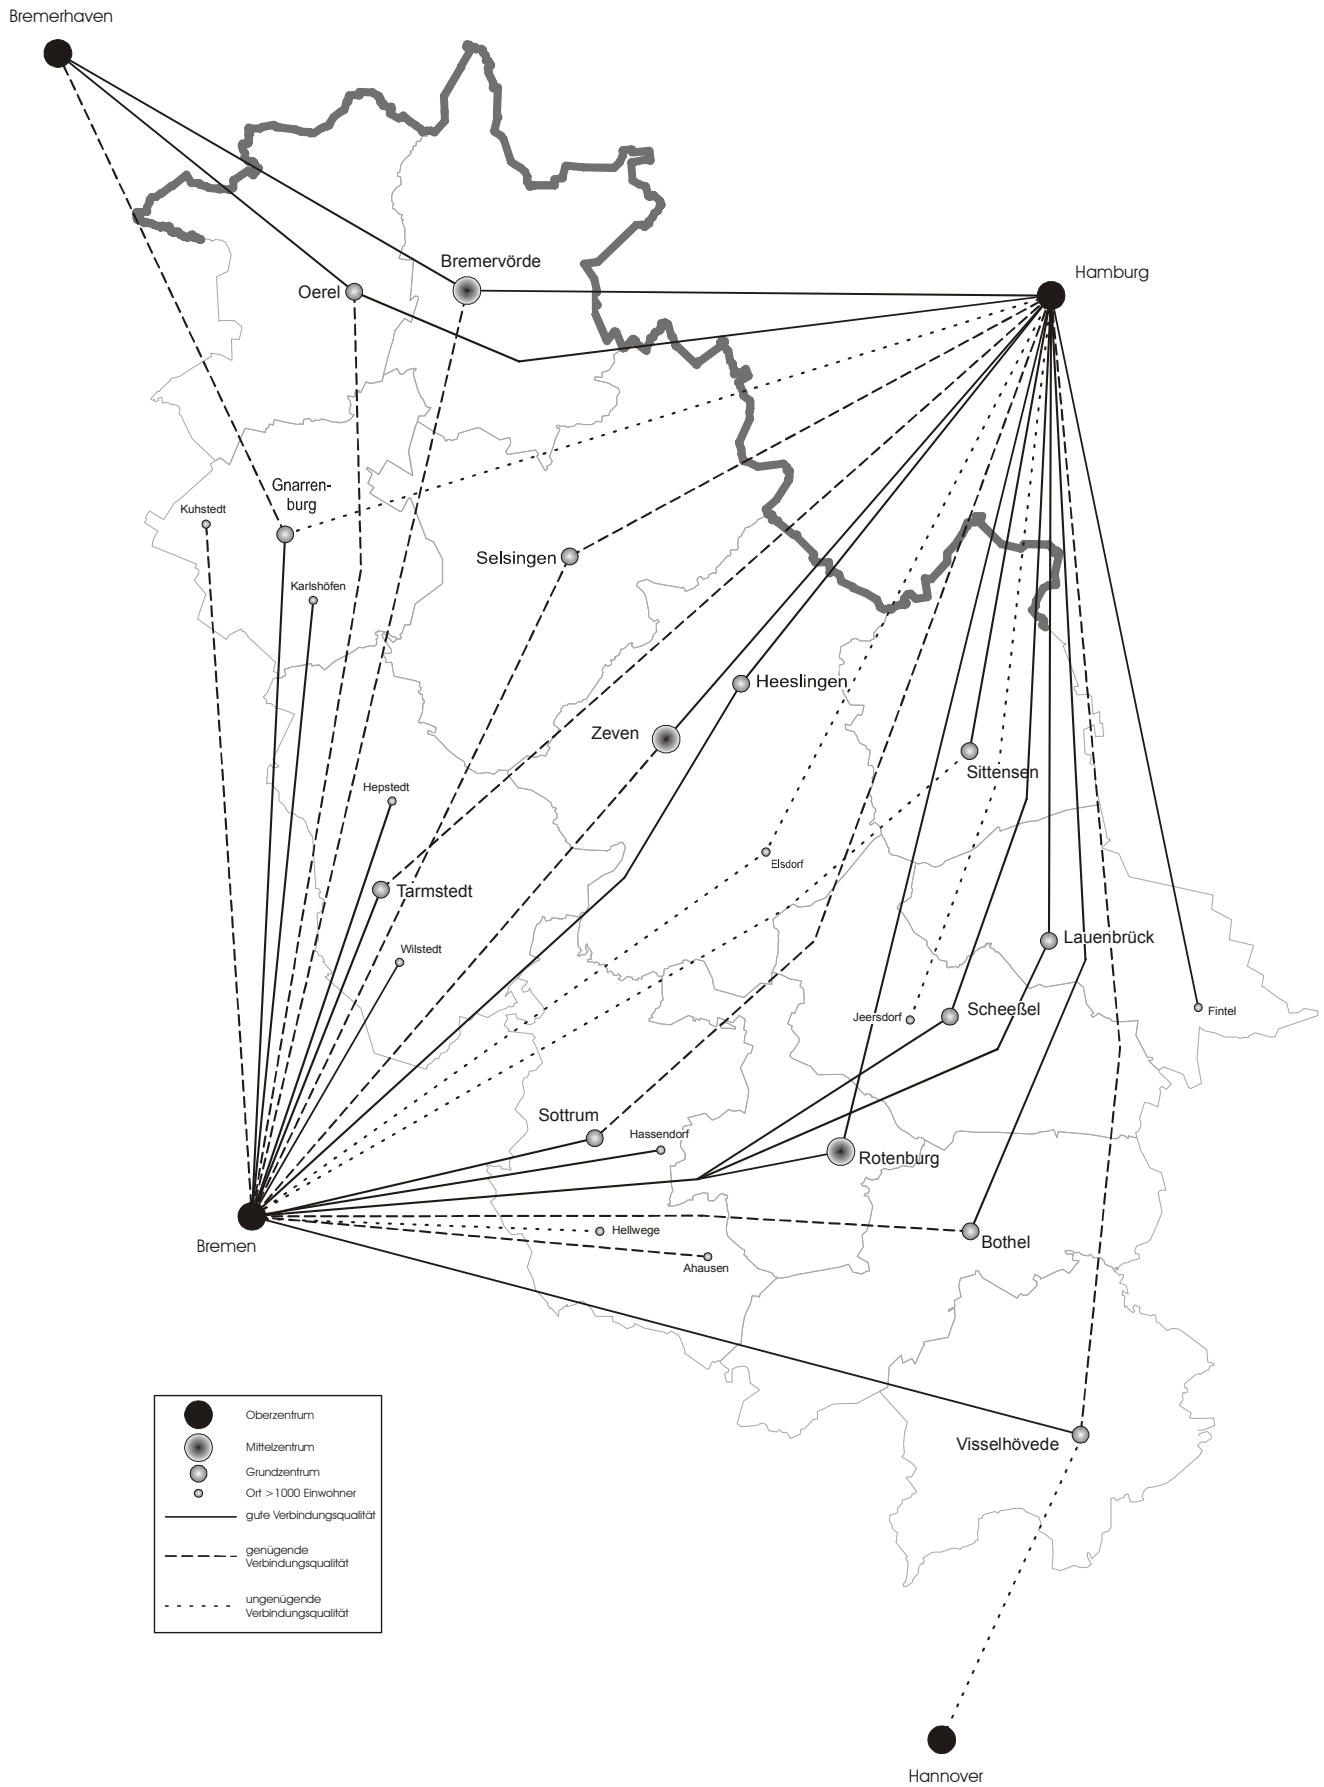 Bremerhaven
Bremervörde
Hamburg
Oerel
Gnarren-
burg
Kuhstedt
Selsingen
Karlshöfen
Heeslingen
Zeven
Sittensen
Hepstedt
Elsdorf
Tarmstedt
Lauenbrück
Wilstedt
Scheeßel
Jeersdorf
Fintel
Sottrum
Hassendorf
Rotenburg
Hellwege
Bothel
Bremen
Ahausen
Visselhövede
Oberzentrum
Mittelzentrum
Grundzentrum
Ort >1000 Einwohner
gute Verbindungsqualität
genügende
Verbindungsqualität
ungenügende
Verbindungsqualität
Hannover